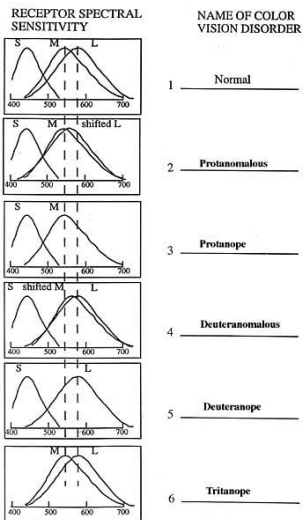 RECEPTOR SPECTRAL
SENSITIVITY
NAME OF COLOR
VISION DISORDER
S M L
400 500 600 700
1 Normal
S M shifted L
400 500 600 700
2 Protanomalous
S M
400 500 600 700
3 Protanope
S shifted M L
400 500 600 700
4 Deuteranomalous
S L
400 500 600 700
5 Deuteranope
M L
400 500 600 700
6 Tritanope